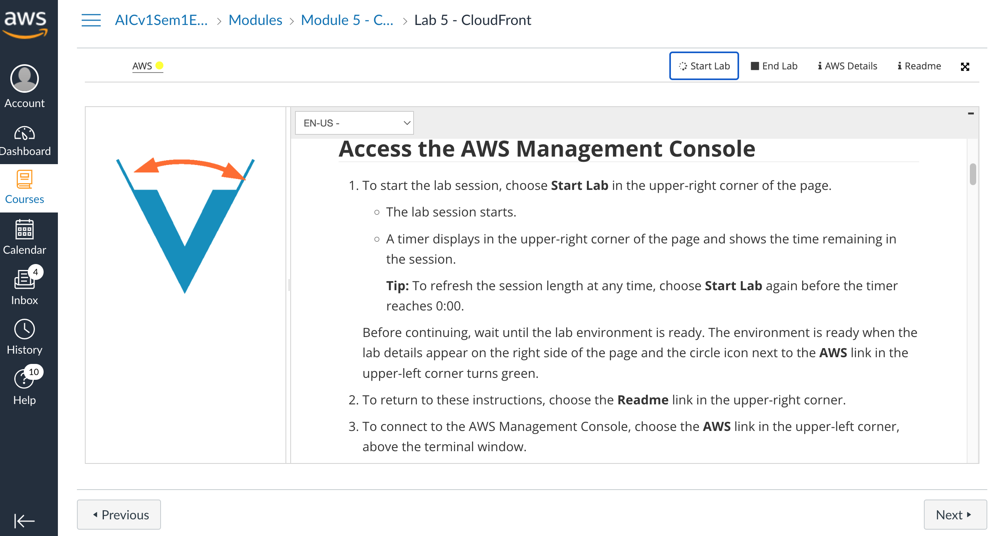 aws
AICv1Sem1E... > Modules > Module 5 - C... > Lab 5 - CloudFront
AWS
Start Lab
End Lab
AWS Details
Readme
Account
Dashboard
Courses
Calendar
4
Inbox
History
10
Help
EN-US -
Access the AWS Management Console
1. To start the lab session, choose Start Lab in the upper-right corner of the page.
The lab session starts.
A timer displays in the upper-right corner of the page and shows the time remaining in
the session.
Tip: To refresh the session length at any time, choose Start Lab again before the timer
reaches 0:00.
Before continuing, wait until the lab environment is ready. The environment is ready when the
lab details appear on the right side of the page and the circle icon next to the AWS link in the
upper-left corner turns green.
2. To return to these instructions, choose the Readme link in the upper-right corner.
3. To connect to the AWS Management Console, choose the AWS link in the upper-left corner,
above the terminal window.
Previous
Next